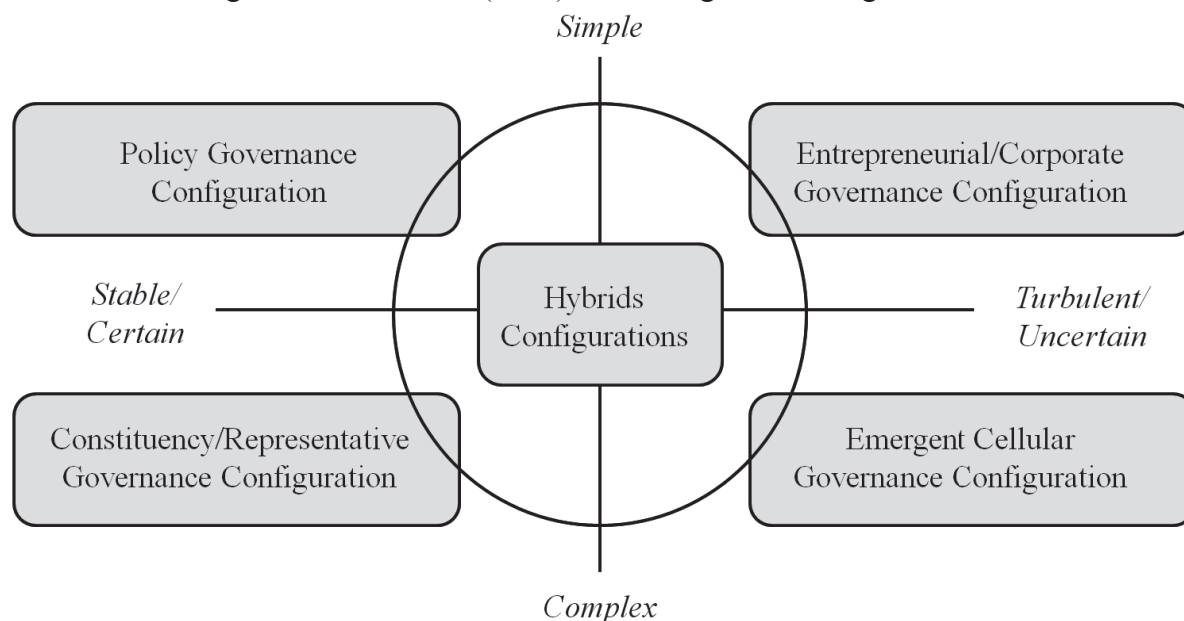 Simple
Policy Governance
Configuration
Entrepreneurial/Corporate
Governance Configuration
Stable/
Certain
Hybrids
Configurations
Turbulent/
Uncertain
Constituency/Representative
Governance Configuration
Emergent Cellular
Governance Configuration
Complex